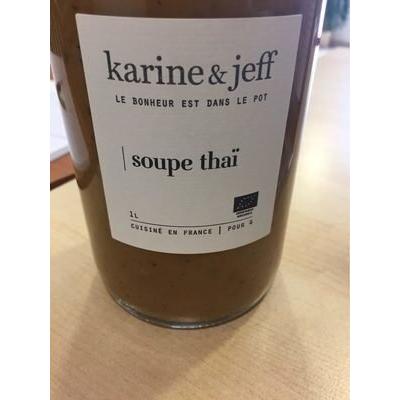 karine & jeff
LE BONHEUR EST DANS LE POT
soupe thaï
1L
CUISINÉ EN FRANCE | POUR 4